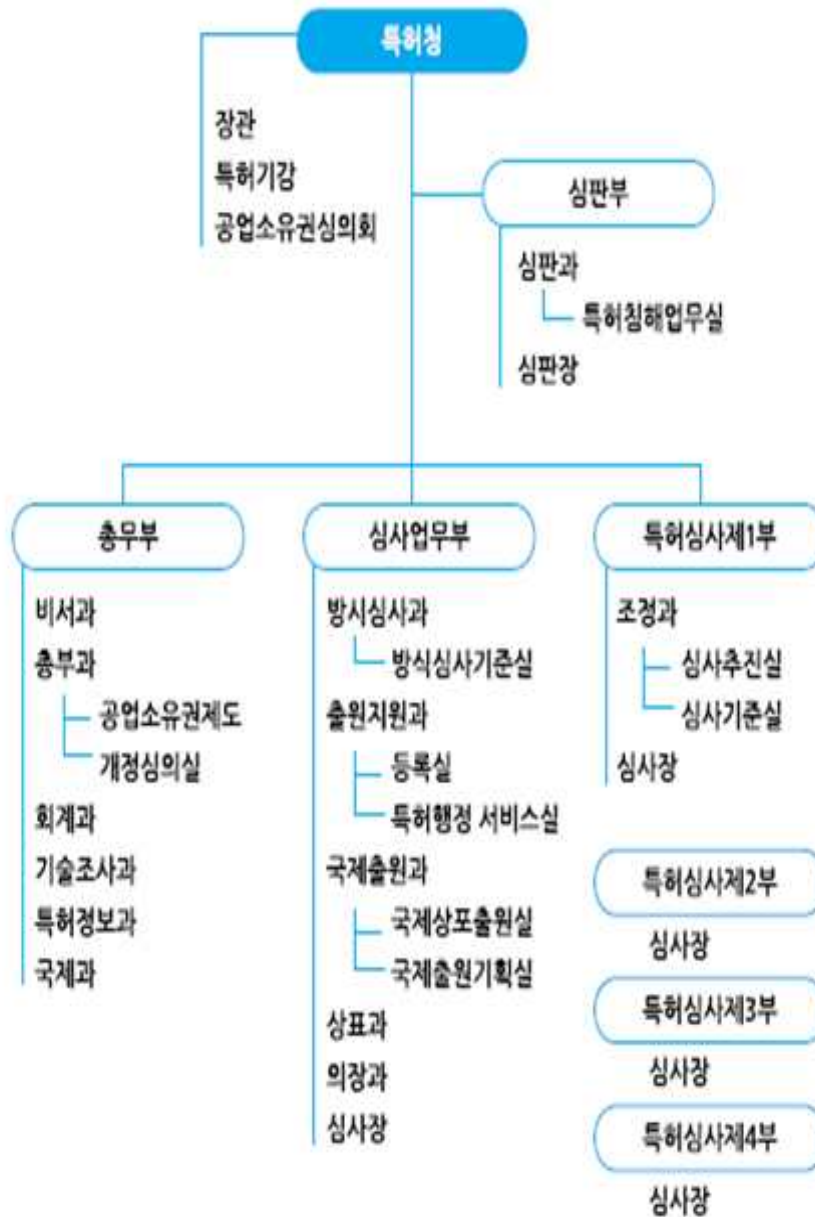 특허청
장관
특허기감
공업소유권심의회
심판부
심판과
특허침해업무실
심판장
총무부
비서과
총부과
공업소유권제도
개정심의실
회계과
기술조사과
특허정보과
국제과
심사업무부
방시심사과
방식심사기준실
출원지원과
등록실
특허행정 서비스실
국제출원과
국제상포출원실
국제출원기획실
상표과
의장과
심사장
특허심사제1부
조정과
심사추진실
심사기준실
심사장
특허심사제2부
심사장
특허심사제3부
심사장
특허심사제4부
심사장